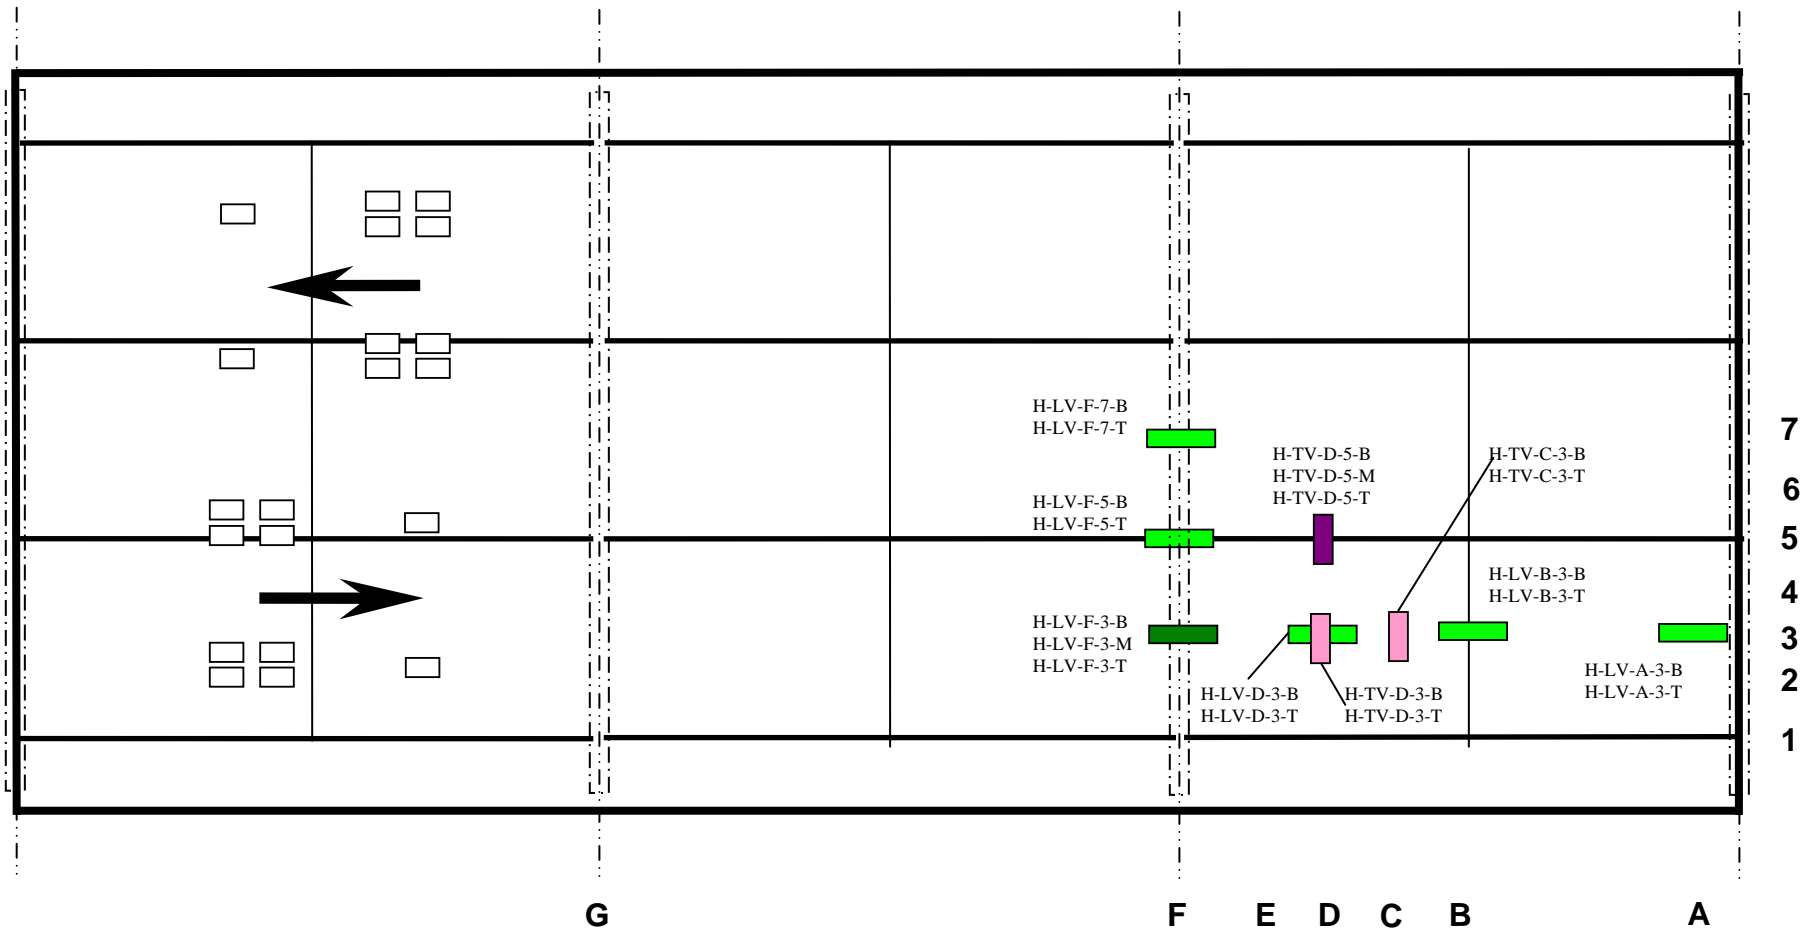 H-LV-F-7-B
H-LV-F-7-T
7
H-TV-D-5-B
H-TV-D-5-M
H-TV-D-5-T
H-TV-C-3-B
H-TV-C-3-T
6
H-LV-F-5-B
H-LV-F-5-T
5
H-LV-B-3-B
H-LV-B-3-T
4
H-LV-F-3-B
H-LV-F-3-M
H-LV-F-3-T
3
H-LV-A-3-B
H-LV-A-3-T
2
H-LV-D-3-B
H-LV-D-3-T
H-TV-D-3-B
H-TV-D-3-T
1
G F E D C B A